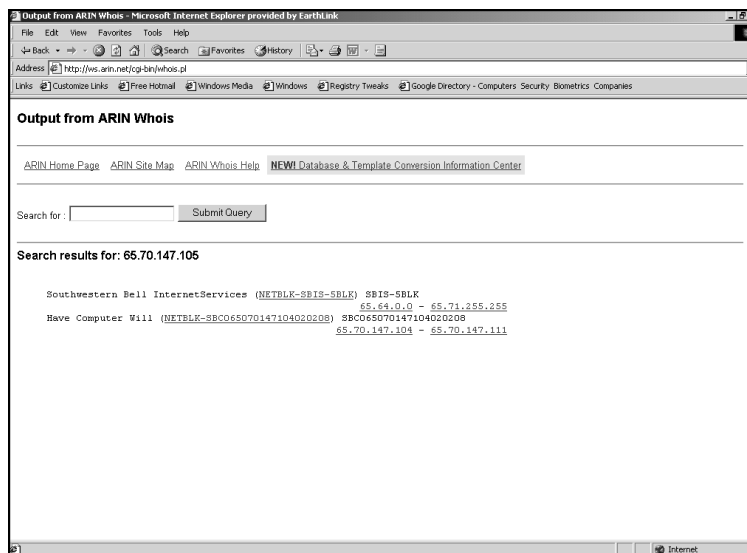 Output from ARIN Whois - Microsoft Internet Explorer provided by EarthLink
File Edit View Favorites Tools Help
Back Search Favorites History
Address http://ws.arin.net/cgi-bin/whois.pl
Links Customize Links Free Hotmail Windows Media Windows Registry Tweaks Google Directory - Computers Security Biometrics Companies
Output from ARIN Whois
ARIN Home Page ARIN Site Map ARIN Whois Help NEW! Database & Template Conversion Information Center
Search for : Submit Query
Search results for: 65.70.147.105
Southwestern Bell InternetServices (NETBLK-SBIS-5BLK) SBIS-5BLK
65.64.0.0 - 65.71.255.255
Have Computer Will (NETBLK-SBC065070147104020208) SBC065070147104020208
65.70.147.104 - 65.70.147.111
Internet